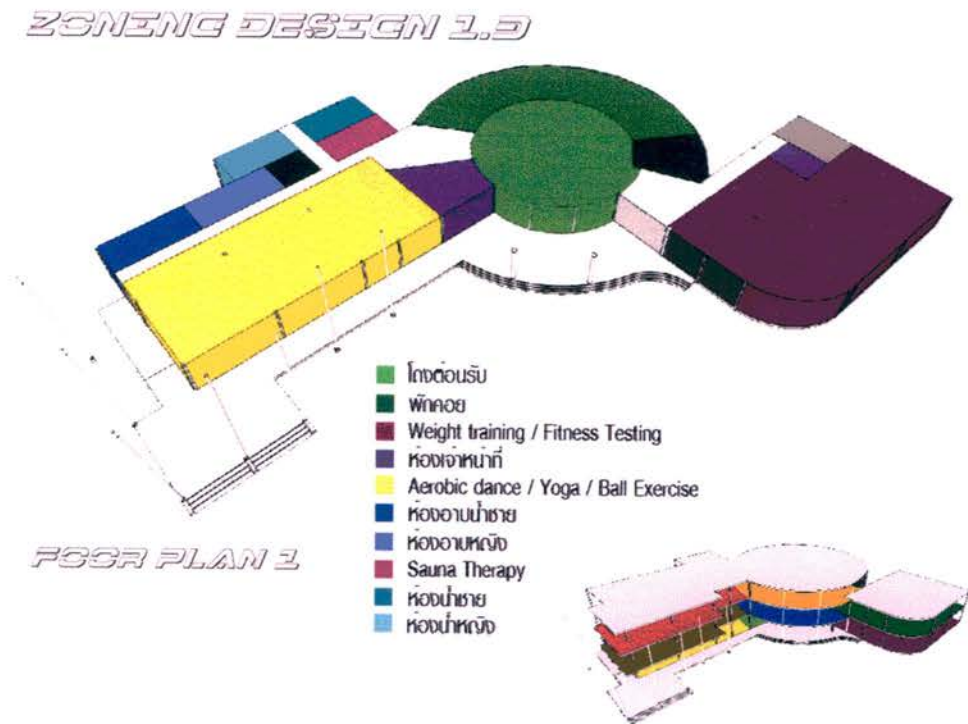 ZONING DESIGN 1.3
โถงต้อนรับ
พักคอย
Weight training / Fitness Testing
ห้องเจ้าหน้าที่
Aerobic dance / Yoga / Ball Exercise
ห้องอาบน้ำชาย
ห้องอาบหญิง
Sauna Therapy
ห้องน้ำชาย
ห้องน้ำหญิง
FOOR PLAN 1